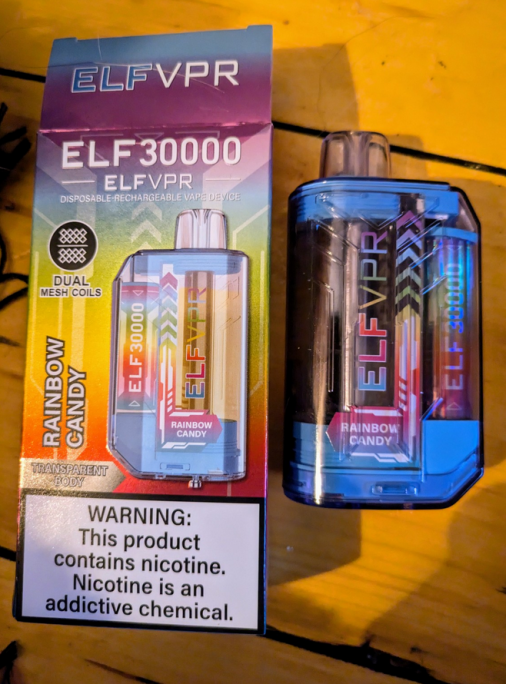 ELFVPR
ELF30000
ELFVPR
DISPOSABLE-RECHARGEABLE VAPE DEVICE
DUAL
MESH COILS
ELF30000
ELFVPR
RAINBOW
CANDY
RAINBOW
CANDY
TRANSPARENT
BODY
WARNING:
This product
contains nicotine.
Nicotine is an
addictive chemical.
ELFVPR
ELF30000
RAINBOW
CANDY